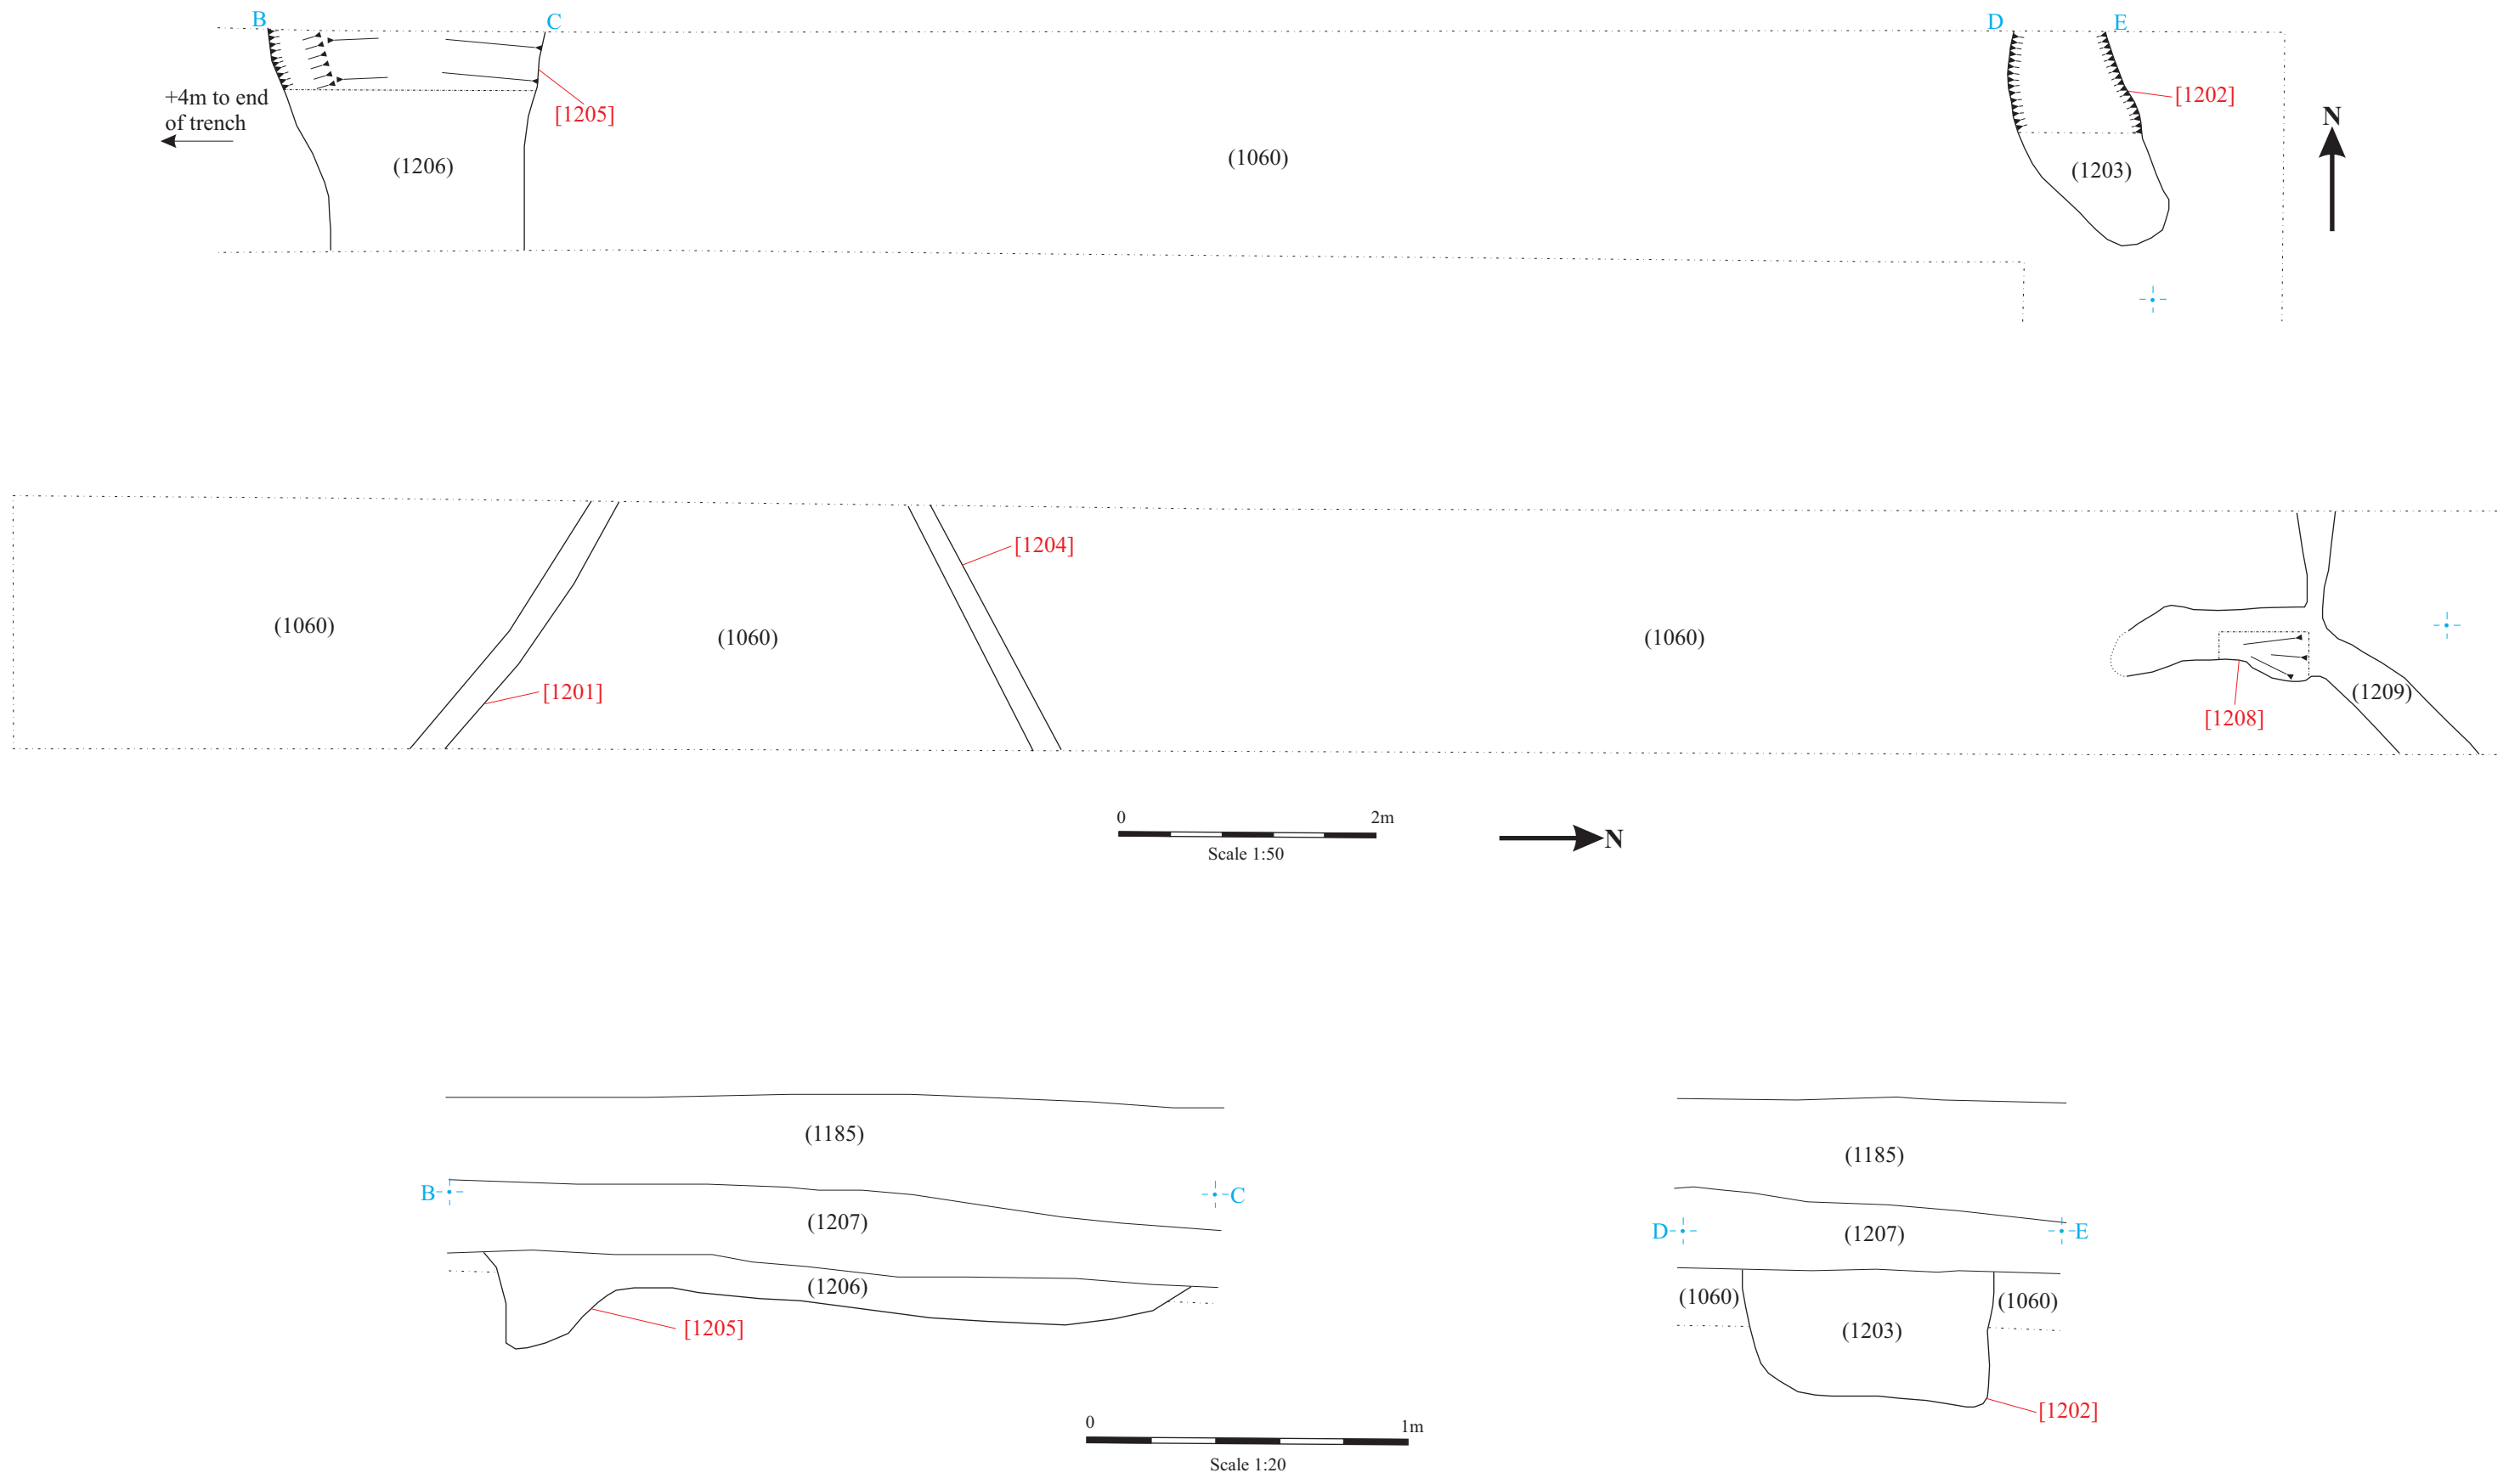 B
C
D
E
+4m to end
of trench
[1205]
[1202]
N
(1206)
(1060)
(1203)
[1204]
(1060)
(1060)
(1060)
[1201]
(1209)
[1208]
0
2m
Scale 1:50
N
(1185)
(1185)
B
C
(1207)
D
(1207)
E
(1206)
(1060)
(1060)
[1205]
(1203)
[1202]
0
1m
Scale 1:20